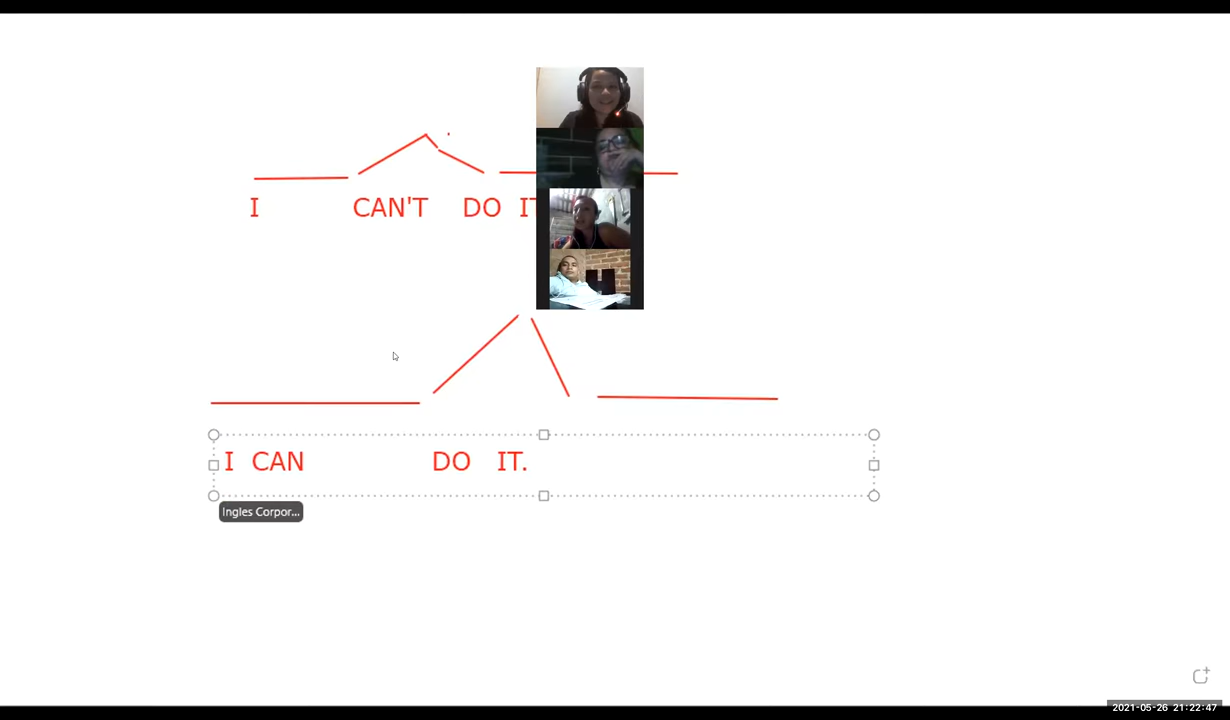 I CAN'T DO IT
I CAN DO IT.
Ingles Corpor...
2021-05-26 21:22:47